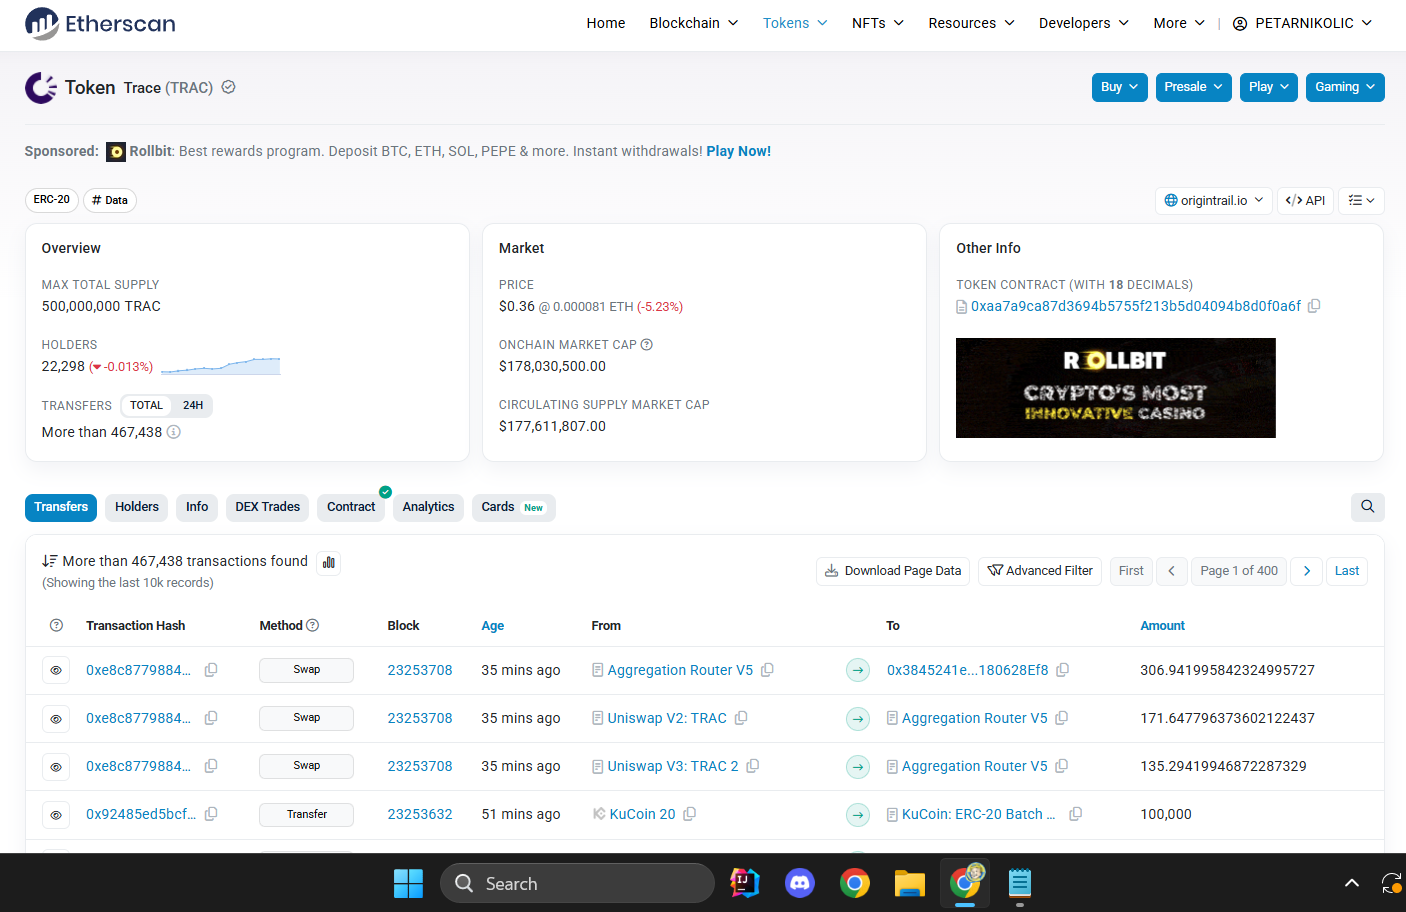 Etherscan
Home Blockchain Tokens NFTs Resources Developers More | PETARNIKOLIC
Token Trace (TRAC)
Buy Presale Play Gaming
Sponsored: Rollbit: Best rewards program. Deposit BTC, ETH, SOL, PEPE & more. Instant withdrawals! Play Now!
ERC-20 # Data
origintrail.io </> API
Overview
MAX TOTAL SUPPLY
500,000,000 TRAC
HOLDERS
22,298 (-0.013%)
TRANSFERS TOTAL 24H
More than 467,438
Market
PRICE
$0.36 @ 0.000081 ETH (-5.23%)
ONCHAIN MARKET CAP
$178,030,500.00
CIRCULATING SUPPLY MARKET CAP
$177,611,807.00
Other Info
TOKEN CONTRACT (WITH 18 DECIMALS)
0xaa7a9ca87d3694b5755f213b5d04094b8d0f0a6f
ROLLBIT
CRYPTO'S MOST
INNOVATIVE CASINO
Transfers Holders Info DEX Trades Contract Analytics Cards New
More than 467,438 transactions found
(Showing the last 10k records)
Download Page Data Advanced Filter First Page 1 of 400 Last
Transaction Hash Method Block Age From To Amount
0xe8c8779884... Swap 23253708 35 mins ago Aggregation Router V5 0x3845241e...180628Ef8 306.941995842324995727
0xe8c8779884... Swap 23253708 35 mins ago Uniswap V2: TRAC Aggregation Router V5 171.647796373602122437
0xe8c8779884... Swap 23253708 35 mins ago Uniswap V3: TRAC 2 Aggregation Router V5 135.29419946872287329
0x92485ed5bcf... Transfer 23253632 51 mins ago KuCoin 20 KuCoin: ERC-20 Batch ... 100,000
Search